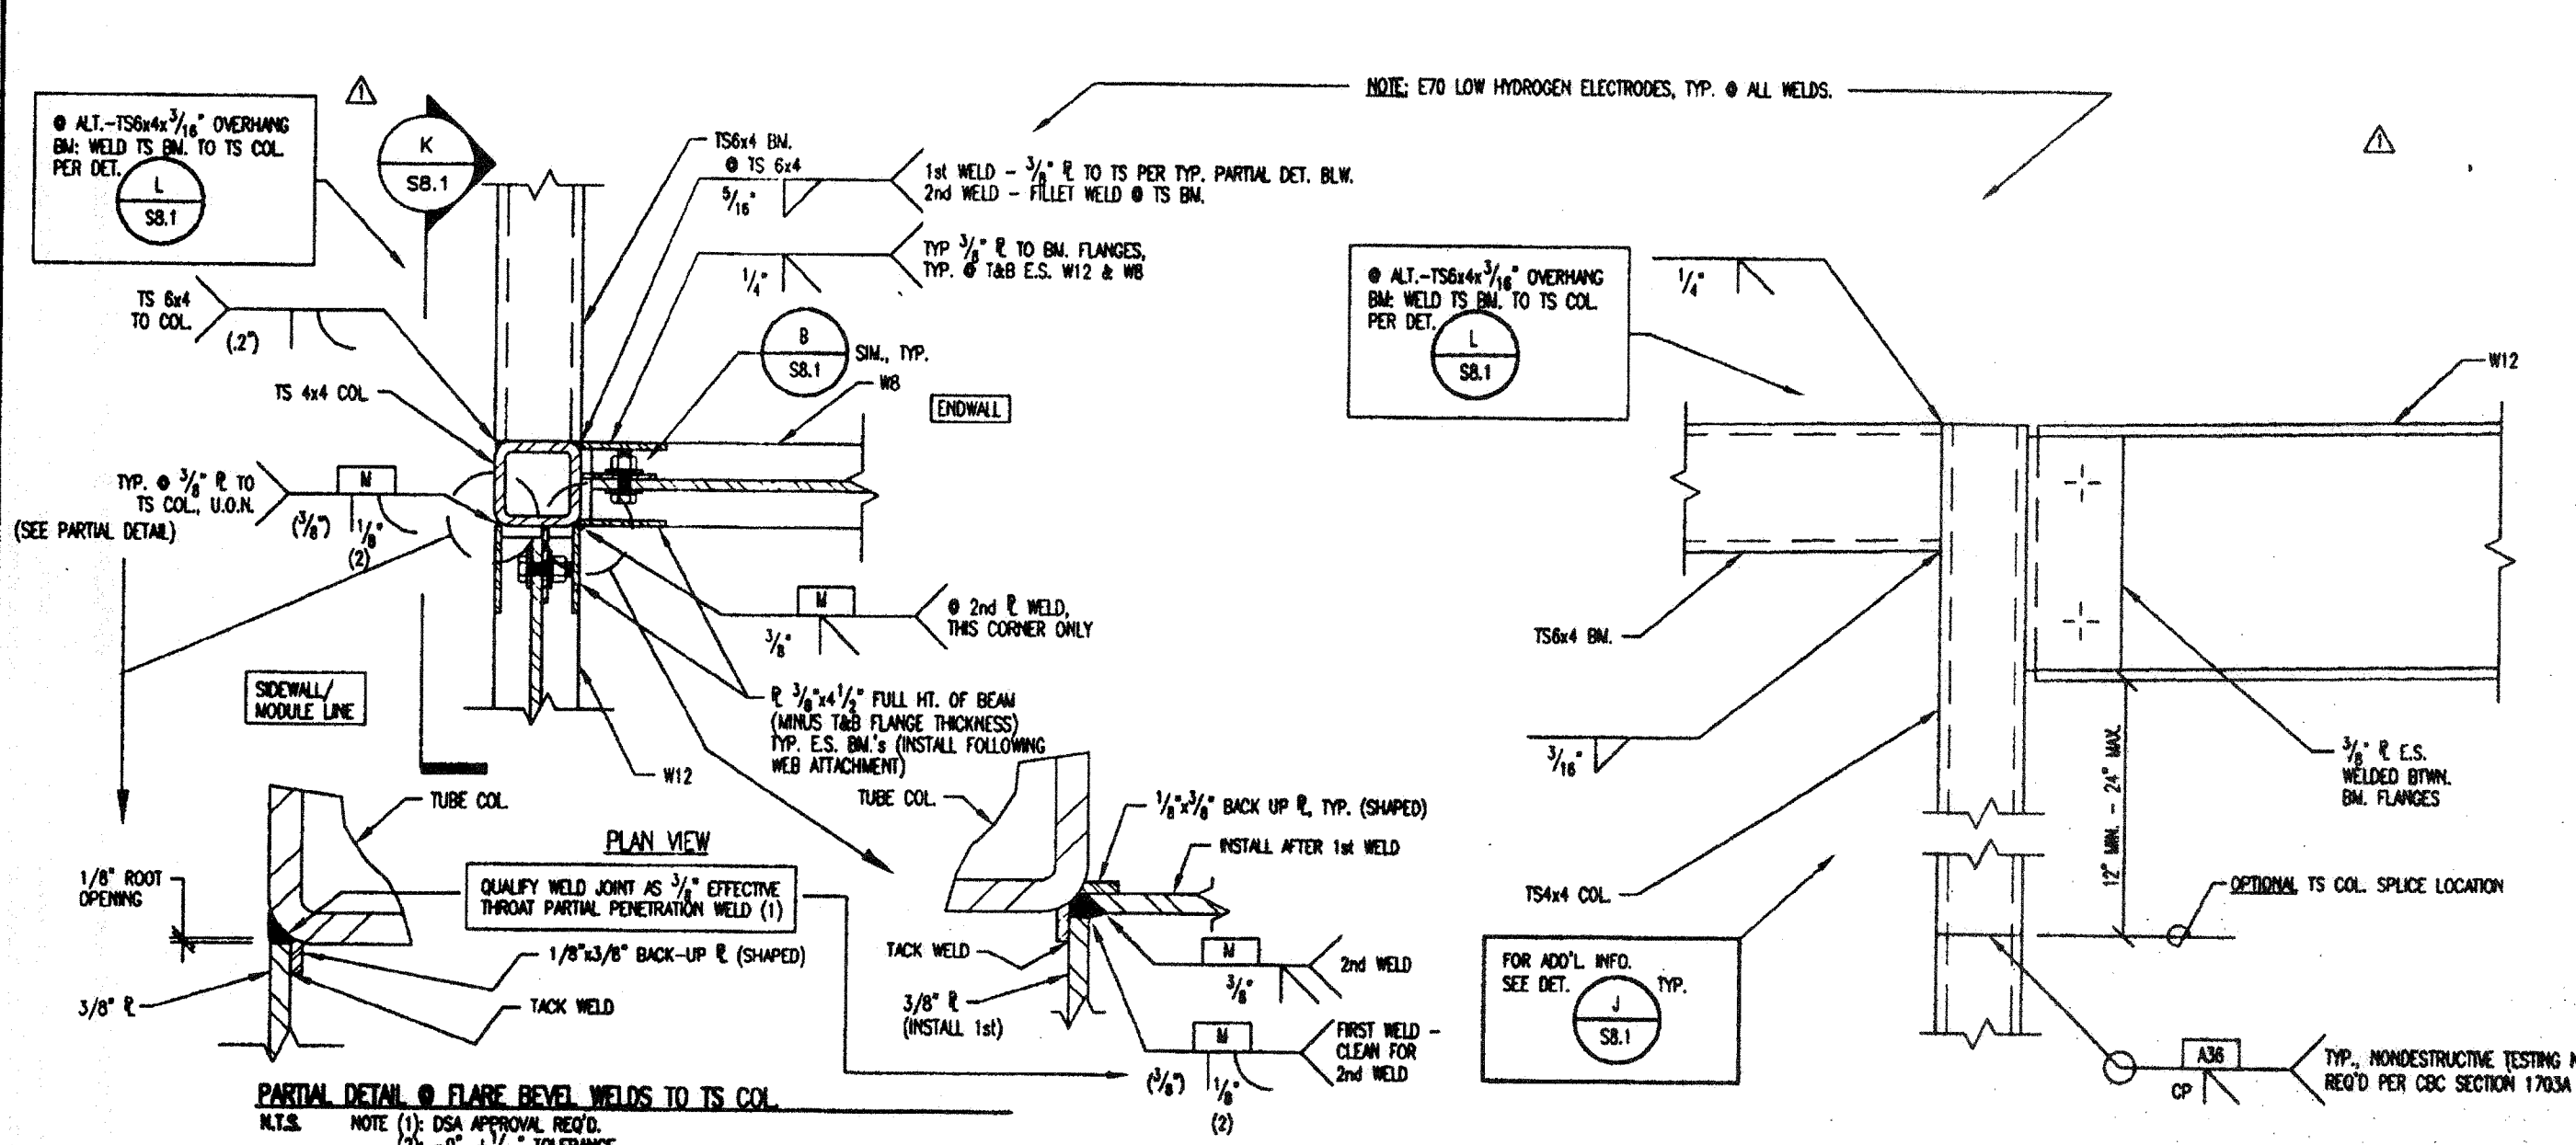 NOTE: E70 LOW HYDROGEN ELECTRODES, TYP. @ ALL WELDS.
1
1
@ ALT.-TS6x4x3/16" OVERHANG
BM: WELD TS BM. TO TS COL.
PER DET.
L
S8.1
K
S8.1
TS6x4 BM.
@ TS 6x4
5/16"
1st WELD - 3/8" PL TO TS PER TYP. PARTIAL DET. BLW.
2nd WELD - FILLET WELD @ TS BM.
1/4"
TYP 3/8" PL TO BM. FLANGES,
TYP. @ T&B E.S. W12 & W8
B
S8.1
SIM., TYP.
W8
ENDWALL
TS 6x4
TO COL.
(.2")
TS 4x4 COL.
TYP. @ 3/8" PL TO
TS COL., U.O.N.
(SEE PARTIAL DETAIL)
M
(3/8")
1/8"
(2)
M
3/8"
@ 2nd PL WELD,
THIS CORNER ONLY
SIDEWALL/
MODULE LINE
PL 3/8"x4 1/2" FULL HT. OF BEAM
(MINUS T&B FLANGE THICKNESS)
TYP. E.S. BM.'s (INSTALL FOLLOWING
WEB ATTACHMENT)
W12
TUBE COL.
PLAN VIEW
1/8" ROOT
OPENING
QUALIFY WELD JOINT AS 3/8" EFFECTIVE
THROAT PARTIAL PENETRATION WELD (1)
1/8"x3/8" BACK-UP PL (SHAPED)
TACK WELD
3/8" PL
TUBE COL.
1/8"x3/8" BACK UP PL, TYP. (SHAPED)
INSTALL AFTER 1st WELD
TACK WELD
3/8" PL
(INSTALL 1st)
M
3/8"
2nd WELD
M
(3/8")
1/8"
(2)
FIRST WELD -
CLEAN FOR
2nd WELD
PARTIAL DETAIL @ FLARE BEVEL WELDS TO TS COL.
N.T.S.
NOTE (1): DSA APPROVAL REQ'D.
@ ALT.-TS6x4x3/16" OVERHANG
BM: WELD TS BM. TO TS COL.
PER DET.
L
S8.1
1/4"
W12
TS6x4 BM.
3/16"
TS4x4 COL.
3/8" PL E.S.
WELDED BTWN.
BM. FLANGES
12" MIN. - 24" MAX.
OPTIONAL TS COL. SPLICE LOCATION
FOR ADD'L INFO.
SEE DET.
J
S8.1
TYP.
A36
CP
TYP., NONDESTRUCTIVE TESTING
REQ'D PER CBC SECTION 1703A